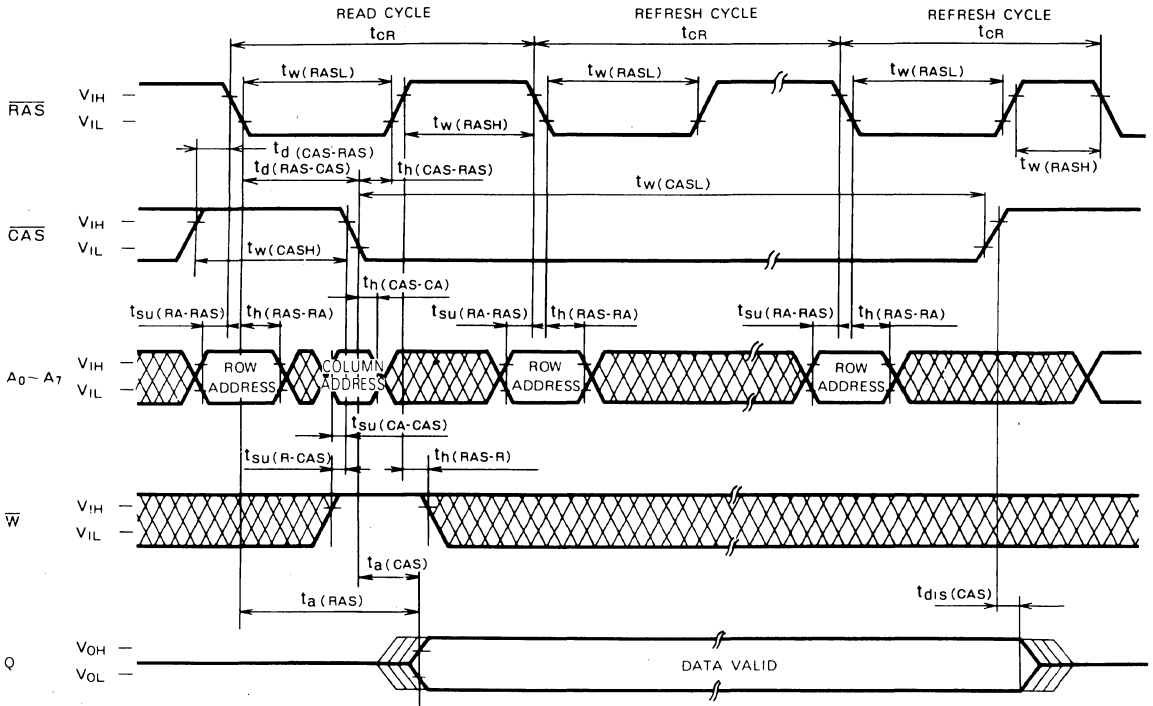 READ CYCLE REFRESH CYCLE REFRESH CYCLE
tCR tCR tCR
tw(RASL) tw(RASL) tw(RASL)
RAS VIH
VIL
tw(RASH) tw(RASH)
td(CAS-RAS)
td(RAS-CAS) th(CAS-RAS)
tw(CASL)
CAS VIH
VIL
tw(CASH)
th(CAS-CA)
tsu(RA-RAS) th(RAS-RA) tsu(RA-RAS) th(RAS-RA) tsu(RA-RAS) th(RAS-RA)
A0~A7 VIH
VIL
ROW ADDRESS
COLUMN ADDRESS
ROW ADDRESS
ROW ADDRESS
tsu(CA-CAS)
tsu(R-CAS) th(RAS-R)
W VIH
VIL
ta(CAS)
ta(RAS)
tdis(CAS)
Q VOH
VOL
DATA VALID